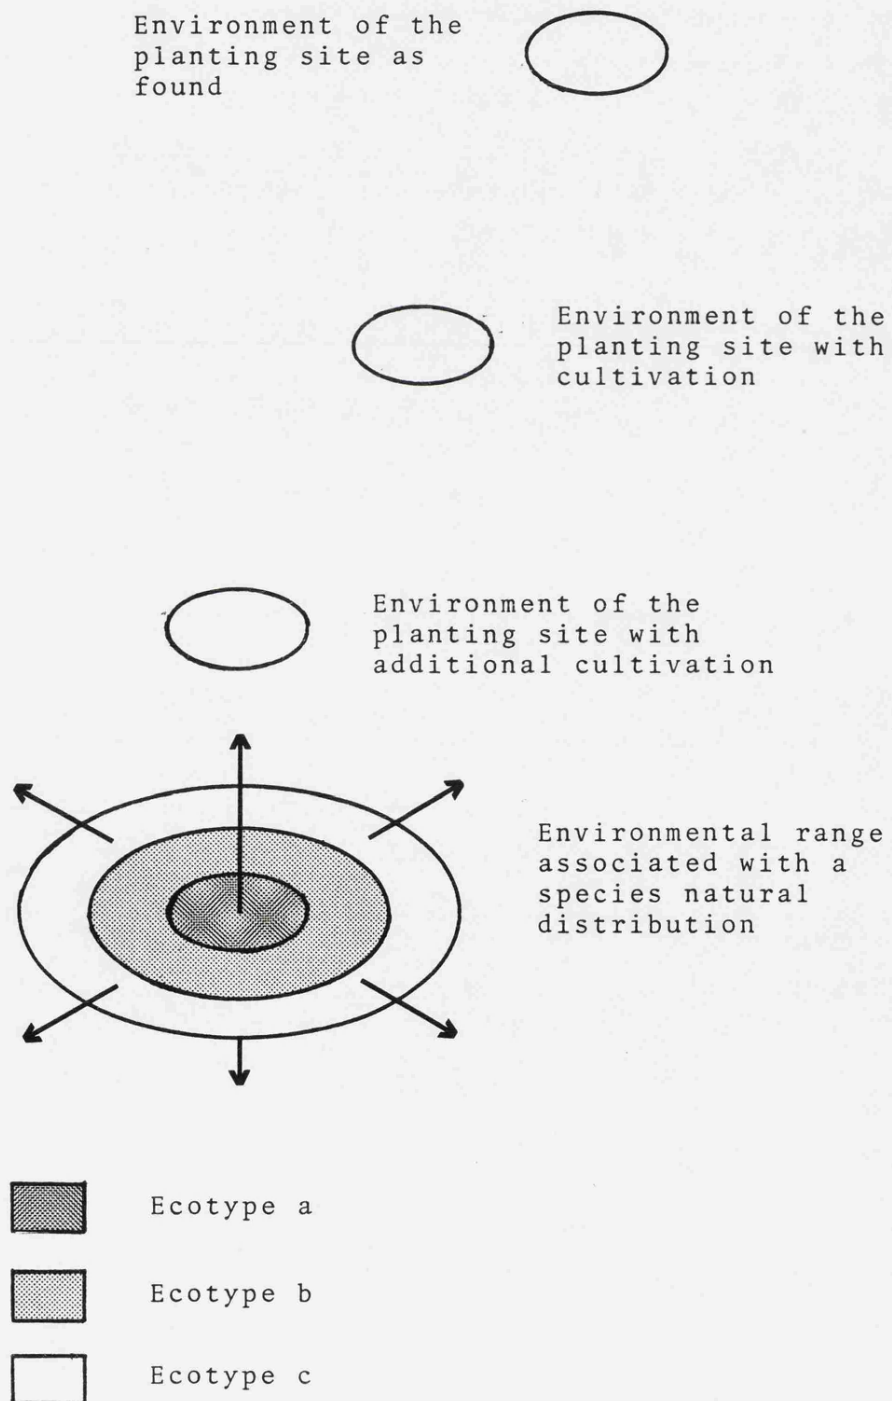 Environment of the
planting site as
found
Environment of the
planting site with
cultivation
Environment of the
planting site with
additional cultivation
Environmental range
associated with a
species natural
distribution
Ecotype a
Ecotype b
Ecotype c